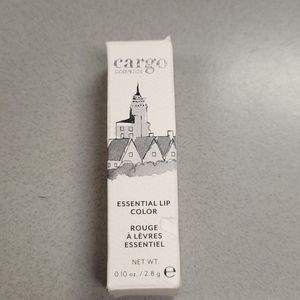 cargo
COSMETICS
ESSENTIAL LIP
COLOR
ROUGE
À LÈVRES
ESSENTIEL
NET WT.
0.10 oz. / 2.8 g ℮